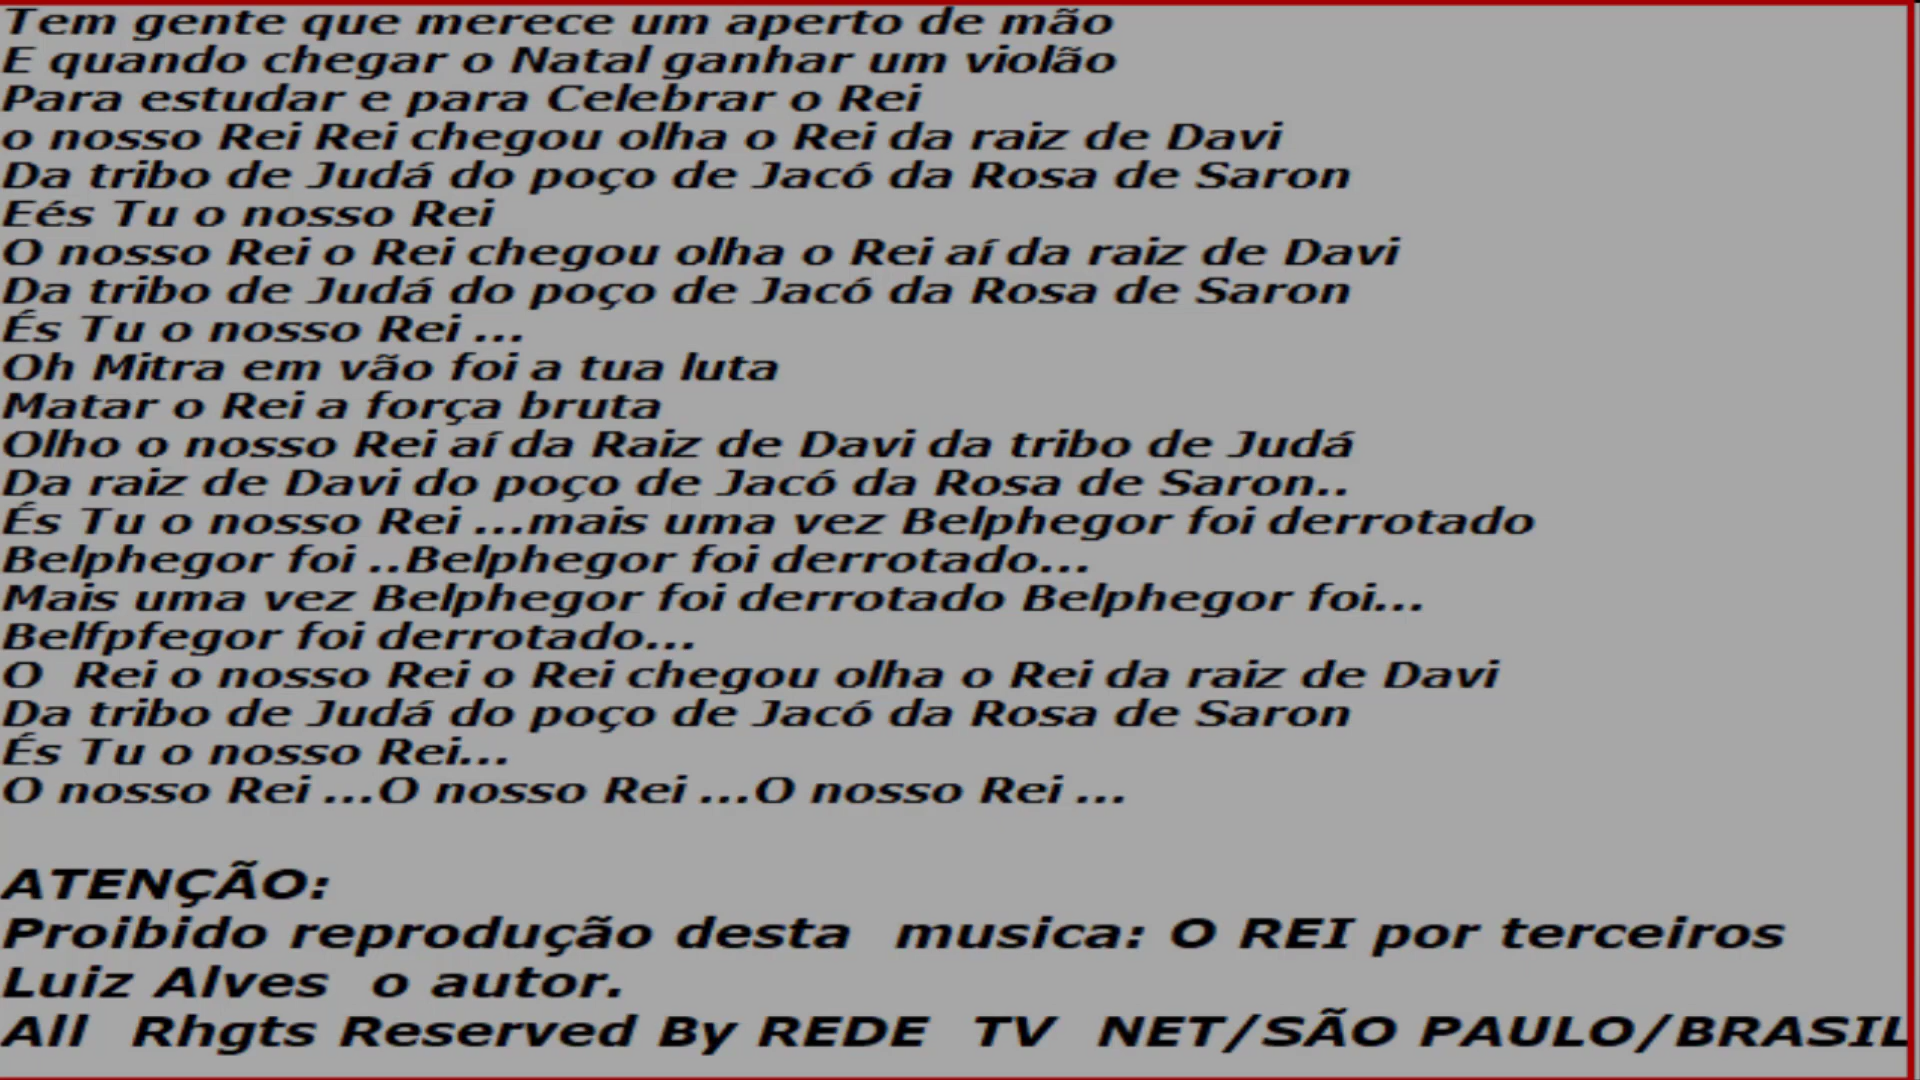 Tem gente que merece um aperto de mão
E quando chegar o Natal ganhar um violão
Para estudar e para Celebrar o Rei
o nosso Rei Rei chegou olha o Rei da raiz de Davi
Da tribo de Judá do poço de Jacó da Rosa de Saron
Eés Tu o nosso Rei
O nosso Rei o Rei chegou olha o Rei aí da raiz de Davi
Da tribo de Judá do poço de Jacó da Rosa de Saron
És Tu o nosso Rei ...
Oh Mitra em vão foi a tua luta
Matar o Rei a força bruta
Olho o nosso Rei aí da Raiz de Davi da tribo de Judá
Da raiz de Davi do poço de Jacó da Rosa de Saron..
És Tu o nosso Rei ...mais uma vez Belphegor foi derrotado
Belphegor foi ..Belphegor foi derrotado...
Mais uma vez Belphegor foi derrotado Belphegor foi...
Belfpfegor foi derrotado...
O  Rei o nosso Rei o Rei chegou olha o Rei da raiz de Davi
Da tribo de Judá do poço de Jacó da Rosa de Saron
És Tu o nosso Rei...
O nosso Rei ...O nosso Rei ...O nosso Rei ...
ATENÇÃO:
Proibido reprodução desta  musica: O REI por terceiros
Luiz Alves  o autor.
All  Rhgts Reserved By REDE  TV  NET/SÃO PAULO/BRASIL